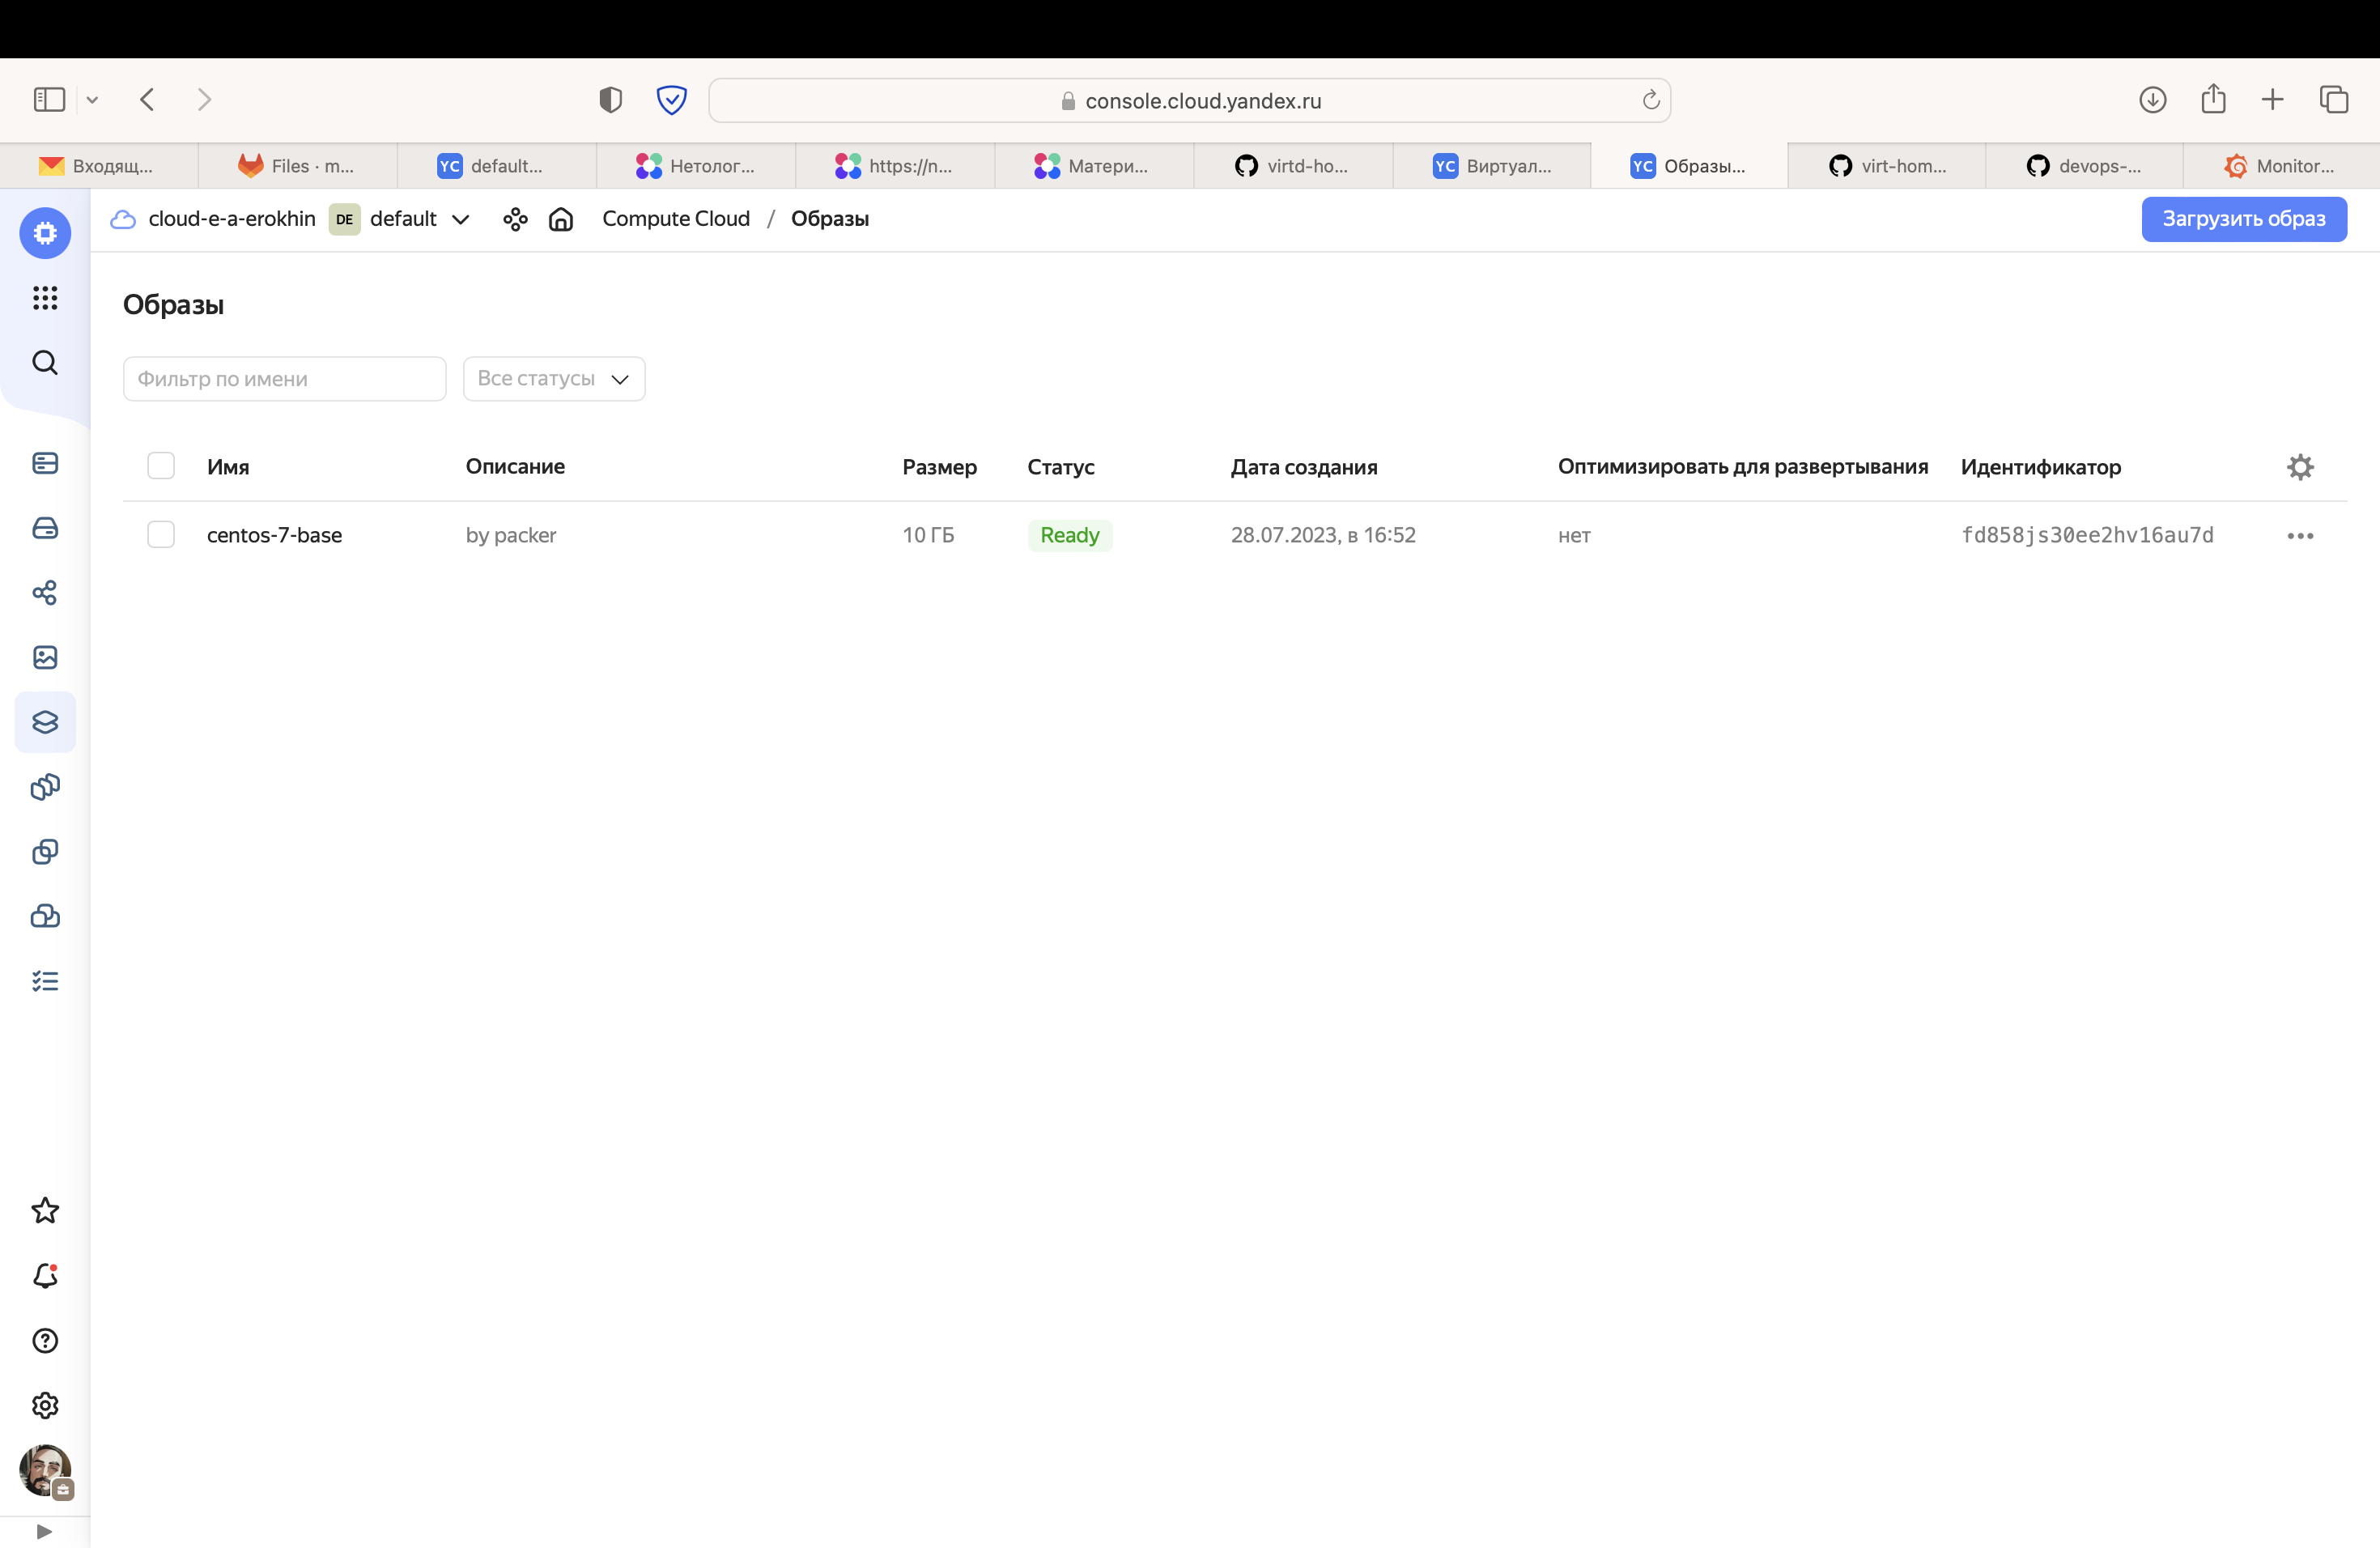 console.cloud.yandex.ru
Входящ...
Files · m...
YC default...
Нетолог...
https://n...
Матери...
virtd-ho...
YC Виртуал...
YC Образы...
virt-hom...
devops-...
Monitor...
cloud-e-a-erokhin DE default Compute Cloud / Образы Загрузить образ
Образы
Фильтр по имени Все статусы
Имя Описание Размер Статус Дата создания Оптимизировать для развертывания Идентификатор
centos-7-base by packer 10 ГБ Ready 28.07.2023, в 16:52 нет fd858js30ee2hv16au7d